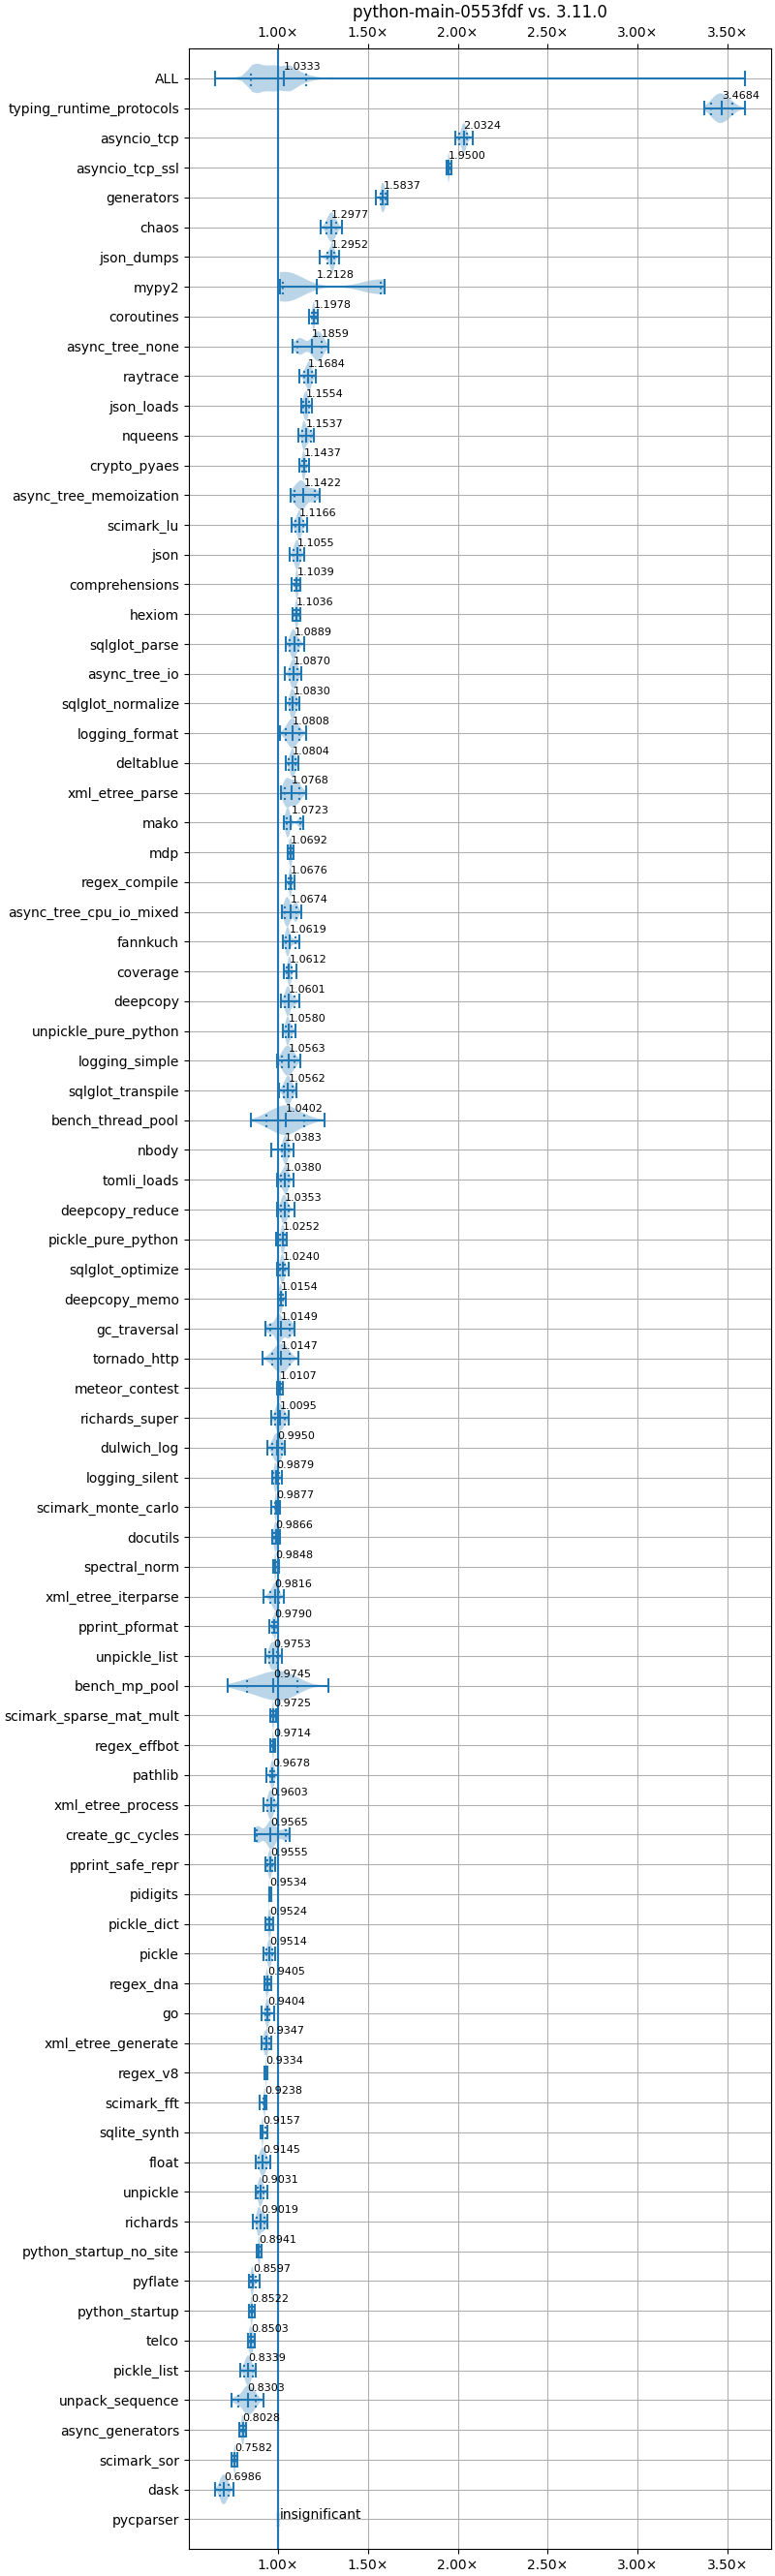 python-main-0553fdf vs. 3.11.0
1.00× 1.50× 2.00× 2.50× 3.00× 3.50×
ALL 1.0333
typing_runtime_protocols 3.4684
asyncio_tcp 2.0324
asyncio_tcp_ssl 1.9500
generators 1.5837
chaos 1.2977
json_dumps 1.2952
mypy2 1.2128
coroutines 1.1978
async_tree_none 1.1859
raytrace 1.1684
json_loads 1.1554
nqueens 1.1537
crypto_pyaes 1.1437
async_tree_memoization 1.1422
scimark_lu 1.1166
json 1.1055
comprehensions 1.1039
hexiom 1.1036
sqlglot_parse 1.0889
async_tree_io 1.0870
sqlglot_normalize 1.0830
logging_format 1.0808
deltablue 1.0804
xml_etree_parse 1.0768
mako 1.0723
mdp 1.0692
regex_compile 1.0676
async_tree_cpu_io_mixed 1.0674
fannkuch 1.0619
coverage 1.0612
deepcopy 1.0601
unpickle_pure_python 1.0580
logging_simple 1.0563
sqlglot_transpile 1.0562
bench_thread_pool 1.0402
nbody 1.0383
tomli_loads 1.0380
deepcopy_reduce 1.0353
pickle_pure_python 1.0252
sqlglot_optimize 1.0240
deepcopy_memo 1.0154
gc_traversal 1.0149
tornado_http 1.0147
meteor_contest 1.0107
richards_super 1.0095
dulwich_log 0.9950
logging_silent 0.9879
scimark_monte_carlo 0.9877
docutils 0.9866
spectral_norm 0.9848
xml_etree_iterparse 0.9816
pprint_pformat 0.9790
unpickle_list 0.9753
bench_mp_pool 0.9745
scimark_sparse_mat_mult 0.9725
regex_effbot 0.9714
pathlib 0.9678
xml_etree_process 0.9603
create_gc_cycles 0.9565
pprint_safe_repr 0.9555
pidigits 0.9534
pickle_dict 0.9524
pickle 0.9514
regex_dna 0.9405
go 0.9404
xml_etree_generate 0.9347
regex_v8 0.9334
scimark_fft 0.9238
sqlite_synth 0.9157
float 0.9145
unpickle 0.9031
richards 0.9019
python_startup_no_site 0.8941
pyflate 0.8597
python_startup 0.8522
telco 0.8503
pickle_list 0.8339
unpack_sequence 0.8303
async_generators 0.8028
scimark_sor 0.7582
dask 0.6986
pycparser insignificant
1.00× 1.50× 2.00× 2.50× 3.00× 3.50×